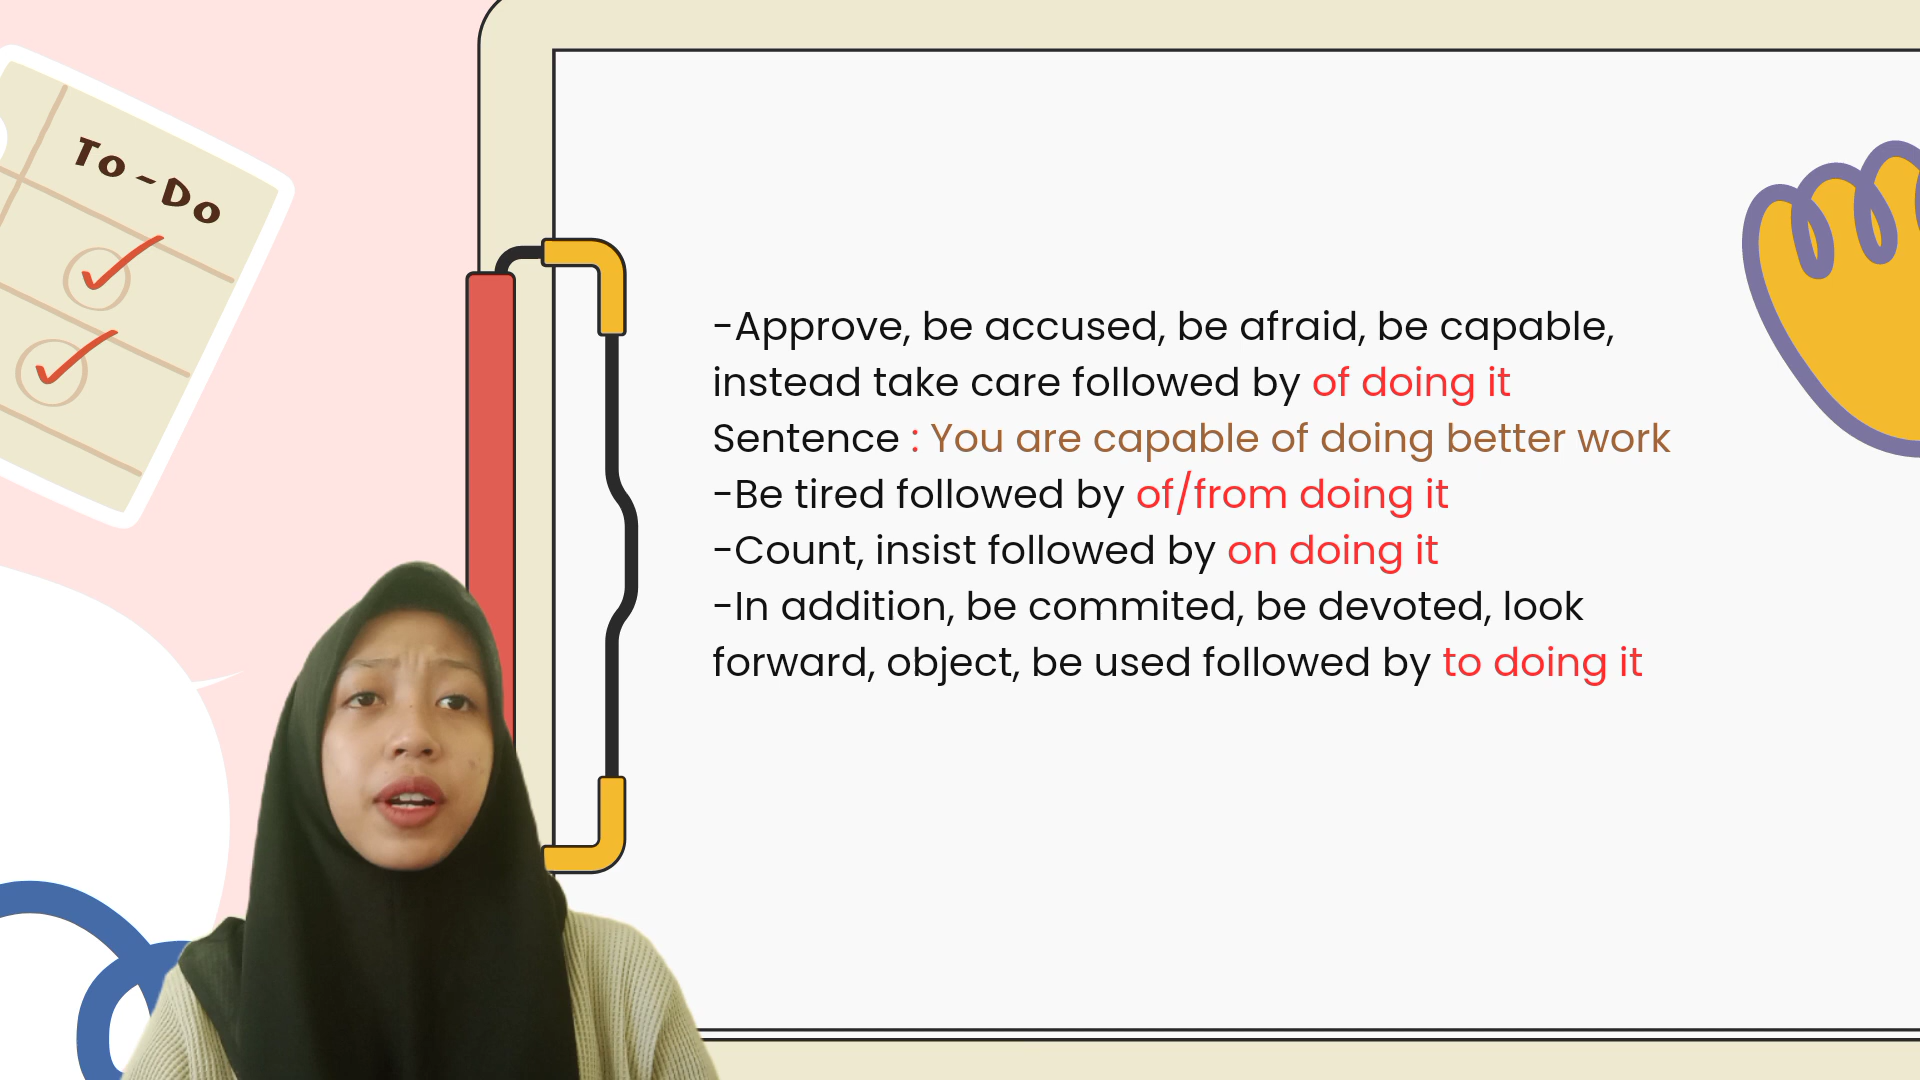 To-Do
-Approve, be accused, be afraid, be capable,
instead take care followed by of doing it
Sentence : You are capable of doing better work
-Be tired followed by of/from doing it
-Count, insist followed by on doing it
-In addition, be commited, be devoted, look
forward, object, be used followed by to doing it